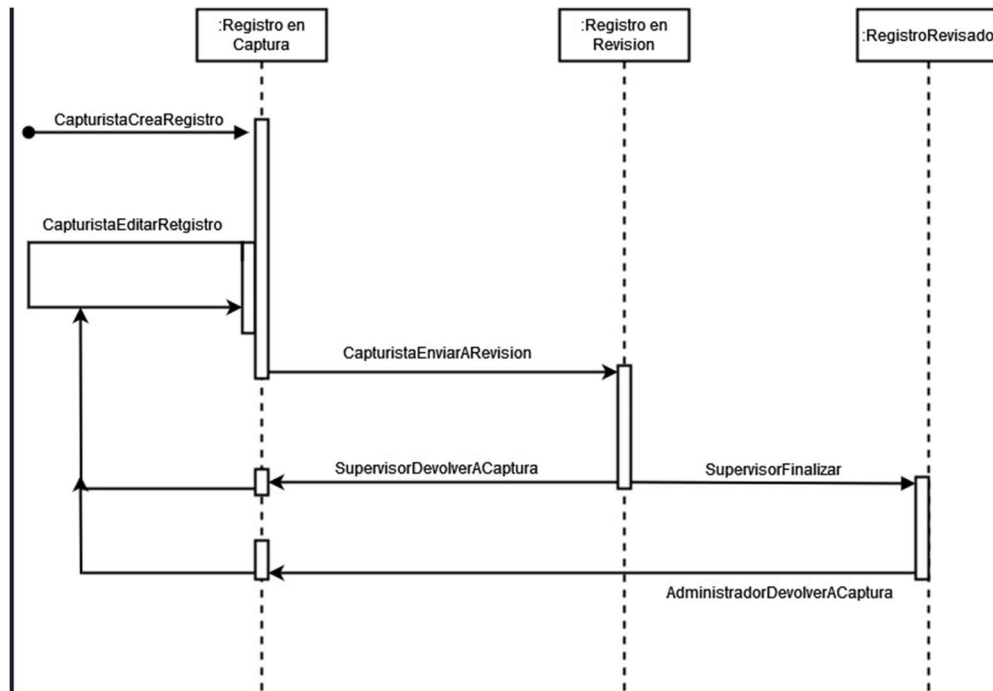 :Registro en
Captura
:Registro en
Revision
:RegistroRevisado
CapturistaCreaRegistro
CapturistaEditarRetgistro
CapturistaEnviarARevision
SupervisorDevolverACaptura
SupervisorFinalizar
AdministradorDevolverACaptura